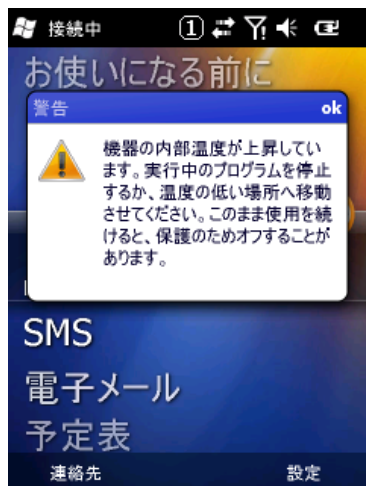 接続中 1
お使いになる前に
警告 ok
機器の内部温度が上昇してい
ます。実行中のプログラムを停止
するか、温度の低い場所へ移動
させてください。このまま使用を続
けると、保護のためオフすることが
あります。
SMS
電子メール
予定表
連絡先 設定